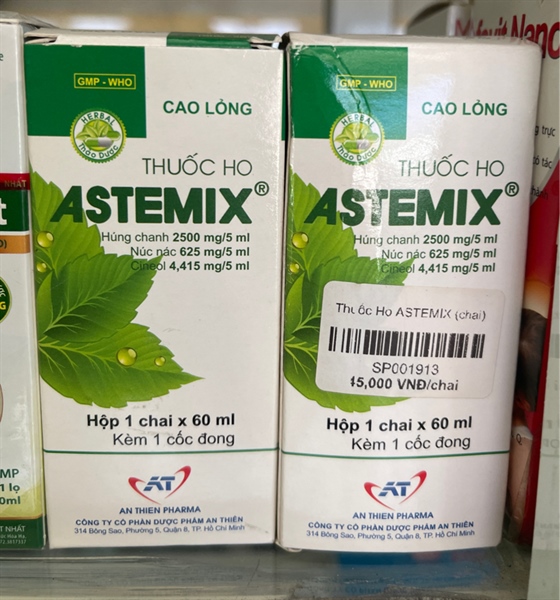 GMP - WHO
CAO LỎNG
HERBAL
Thảo Dược
THUỐC HO
ASTEMIX®
Húng chanh 2500 mg/5 ml
Núc nác 625 mg/5 ml
Cineol 4,415 mg/5 ml
Hộp 1 chai x 60 ml
Kèm 1 cốc đong
AT
AN THIEN PHARMA
CÔNG TY CỔ PHẦN DƯỢC PHẨM AN THIÊN
314 Bông Sao, Phường 5, Quận 8, TP. Hồ Chí Minh
GMP - WHO
CAO LỎNG
HERBAL
Thảo Dược
THUỐC HO
ASTEMIX®
Húng chanh 2500 mg/5 ml
Núc nác 625 mg/5 ml
Cineol 4,415 mg/5 ml
Thuốc Ho ASTEMIX (chai)
SP001913
45,000 VNĐ/chai
Hộp 1 chai x 60 ml
Kèm 1 cốc đong
AT
AN THIEN PHARMA
CÔNG TY CỔ PHẦN DƯỢC PHẨM AN THIÊN
314 Bông Sao, Phường 5, Quận 8, TP. Hồ Chí Minh